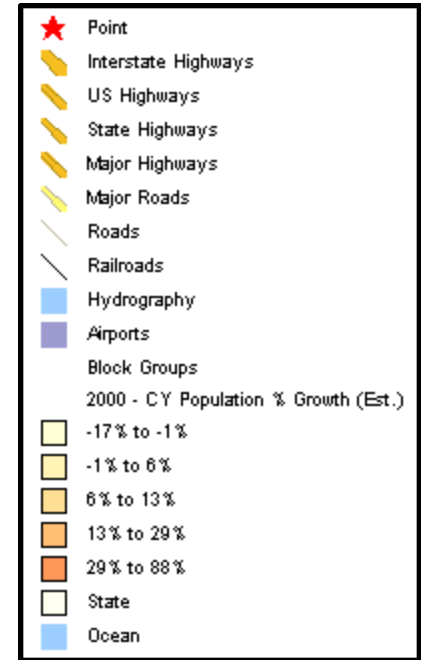 Point
Interstate Highways
US Highways
State Highways
Major Highways
Major Roads
Roads
Railroads
Hydrography
Airports
Block Groups
2000 - CY Population % Growth (Est.)
-17% to -1%
-1% to 6%
6% to 13%
13% to 29%
29% to 88%
State
Ocean